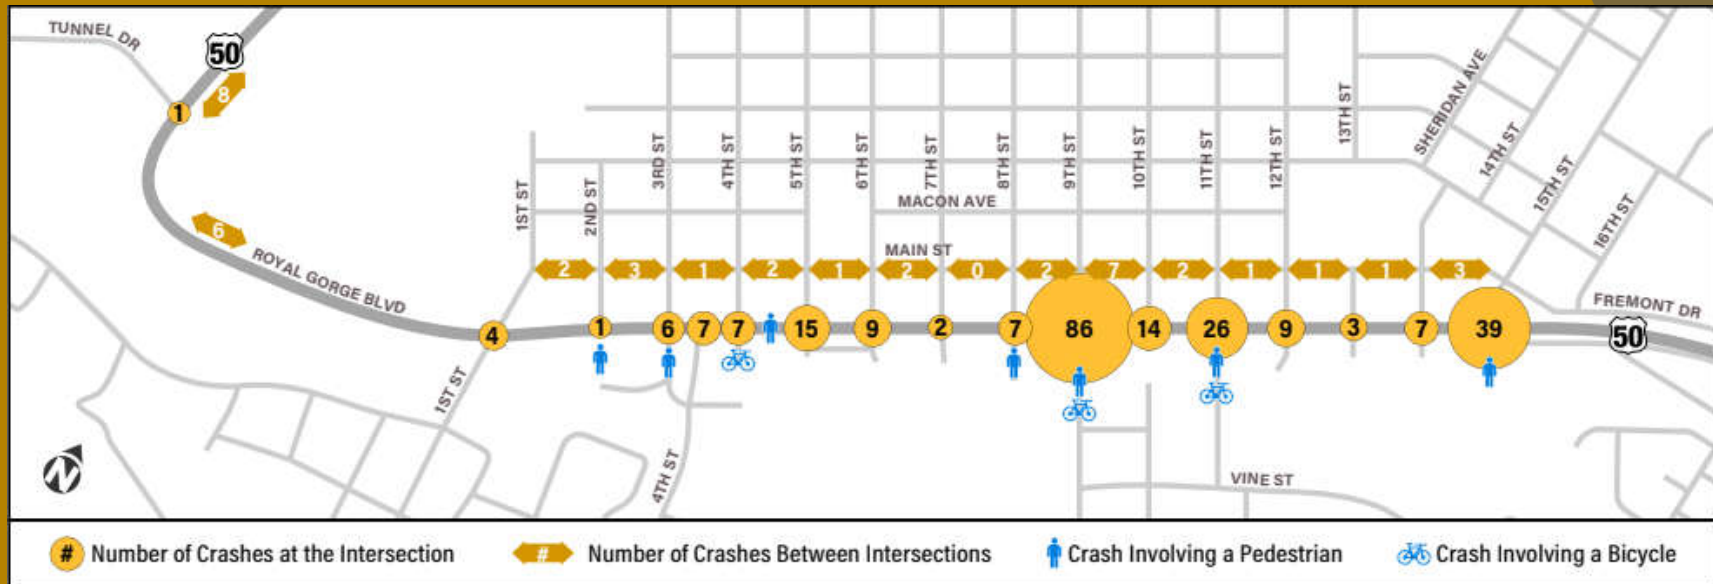 TUNNEL DR
50
8
1
6
ROYAL GORGE BLVD
1ST ST
2ND ST
3RD ST
4TH ST
5TH ST
6TH ST
7TH ST
8TH ST
9TH ST
10TH ST
11TH ST
12TH ST
13TH ST
SHERIDAN AVE
14TH ST
15TH ST
16TH ST
MACON AVE
MAIN ST
2 3 1 2 1 2 0 2 7 2 1 1 1 3
FREMONT DR
4 1 6 7 7 15 9 2 7 86 14 26 9 3 7 39
50
1ST ST
4TH ST
VINE ST
N
# Number of Crashes at the Intersection
# Number of Crashes Between Intersections
Crash Involving a Pedestrian
Crash Involving a Bicycle